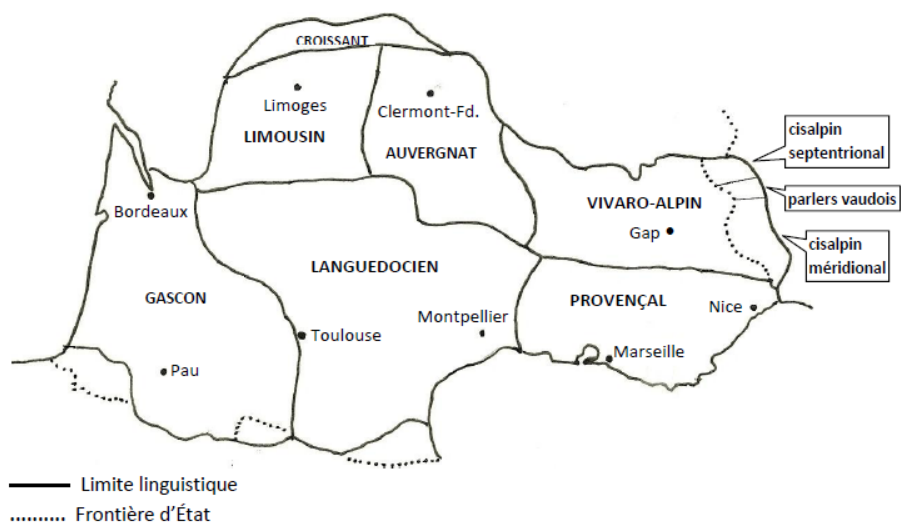 CROISSANT
Limoges
LIMOUSIN
Clermont-Fd.
AUVERGNAT
cisalpin
septentrional
parlers vaudois
cisalpin
méridional
VIVARO-ALPIN
Gap
Bordeaux
LANGUEDOCIEN
GASCON
PROVENÇAL
Nice
Montpellier
Toulouse
Marseille
Pau
Limite linguistique
Frontière d'État